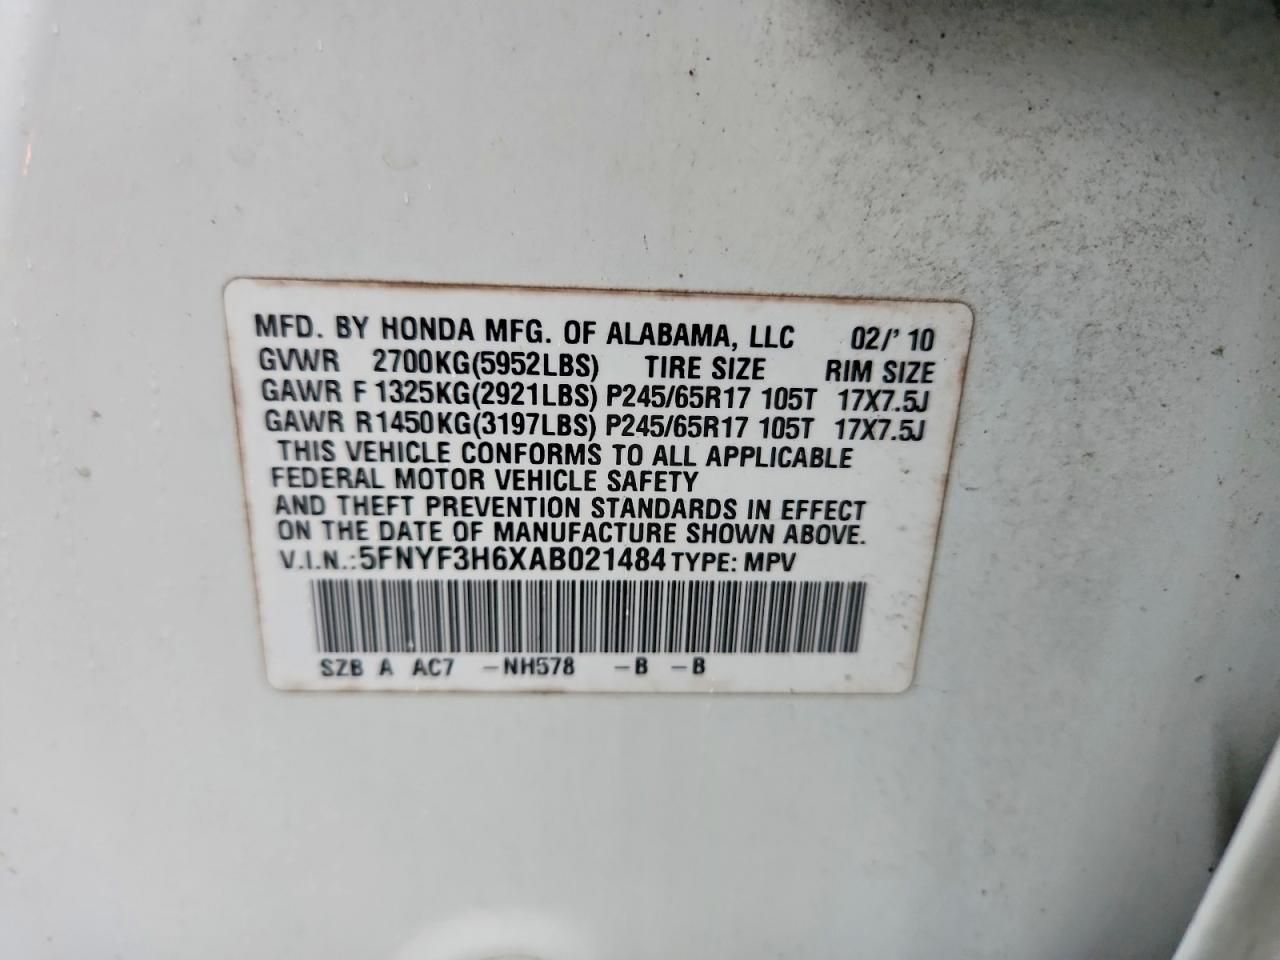 MFD. BY HONDA MFG. OF ALABAMA, LLC 02/' 10
GVWR 2700KG(5952LBS) TIRE SIZE RIM SIZE
GAWR F 1325KG(2921LBS) P245/65R17 105T 17X7.5J
GAWR R1450KG(3197LBS) P245/65R17 105T 17X7.5J
THIS VEHICLE CONFORMS TO ALL APPLICABLE
FEDERAL MOTOR VEHICLE SAFETY
AND THEFT PREVENTION STANDARDS IN EFFECT
ON THE DATE OF MANUFACTURE SHOWN ABOVE.
V.I.N.:5FNYF3H6XAB021484 TYPE: MPV
SZB A AC7 -NH578 -B -B